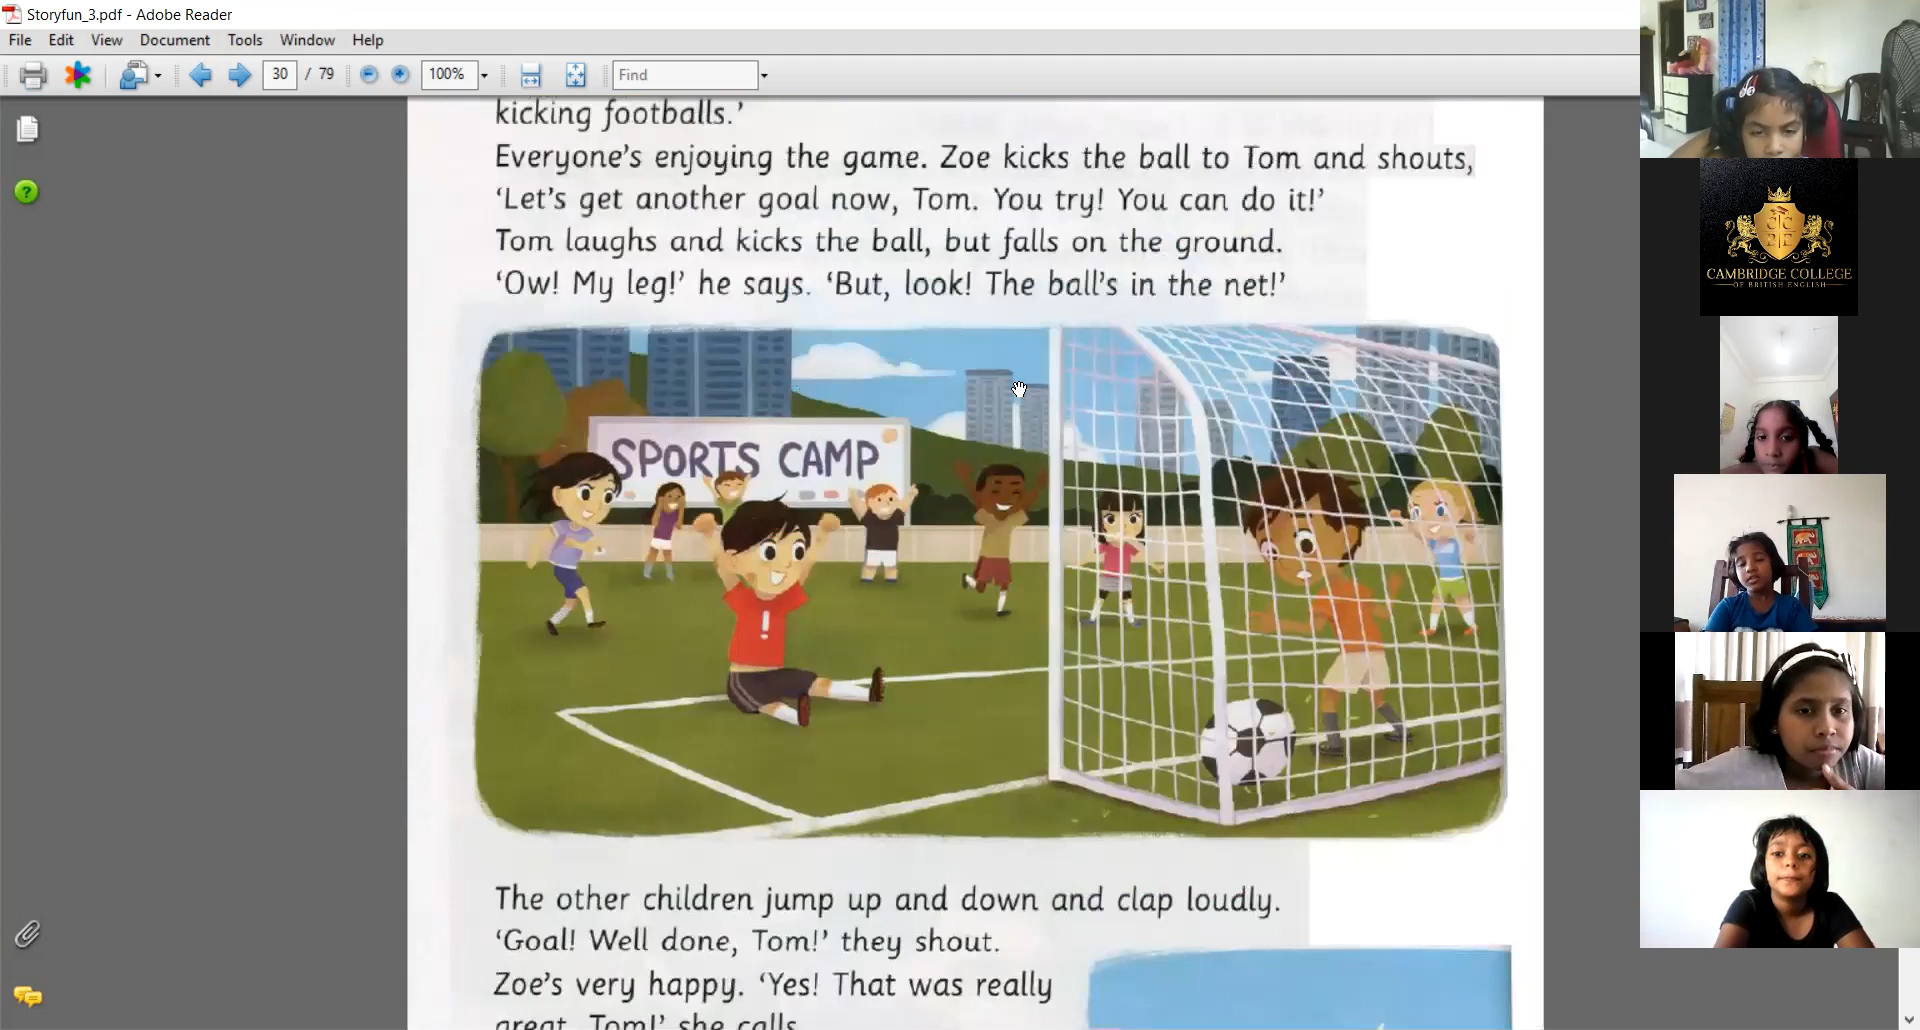 Storyfun_3.pdf - Adobe Reader
File Edit View Document Tools Window Help
30 / 79 100% Find
kicking footballs.’
Everyone’s enjoying the game. Zoe kicks the ball to Tom and shouts,
‘Let’s get another goal now, Tom. You try! You can do it!’
Tom laughs and kicks the ball, but falls on the ground.
‘Ow! My leg!’ he says. ‘But, look! The ball’s in the net!’
SPORTS CAMP
!
The other children jump up and down and clap loudly.
‘Goal! Well done, Tom!’ they shout.
Zoe’s very happy. ‘Yes! That was really
great, Tom!’ she calls.
CAMBRIDGE COLLEGE
OF BRITISH ENGLISH